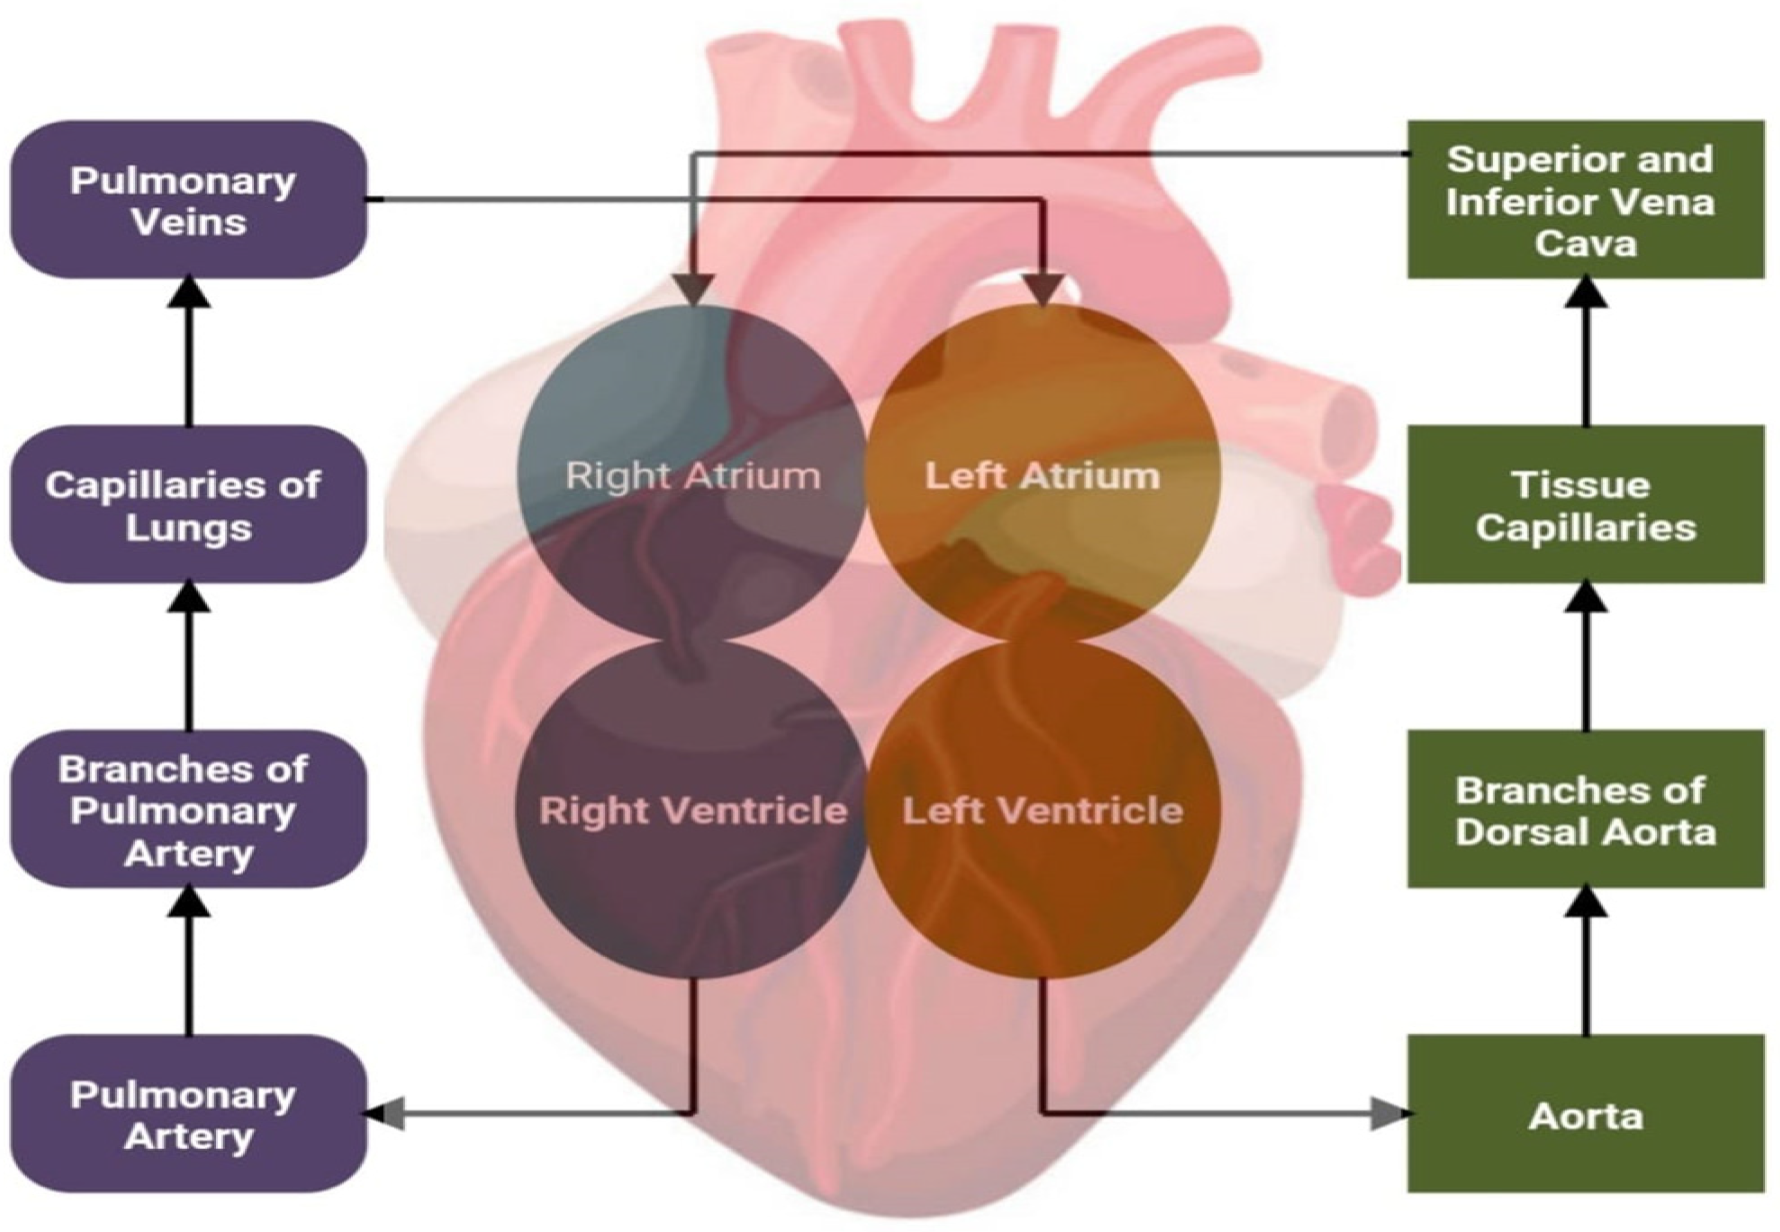 Pulmonary
Veins
Superior and
Inferior Vena
Cava
Right Atrium
Left Atrium
Capillaries of
Lungs
Tissue
Capillaries
Branches of
Pulmonary
Artery
Right Ventricle
Left Ventricle
Branches of
Dorsal Aorta
Pulmonary
Artery
Aorta